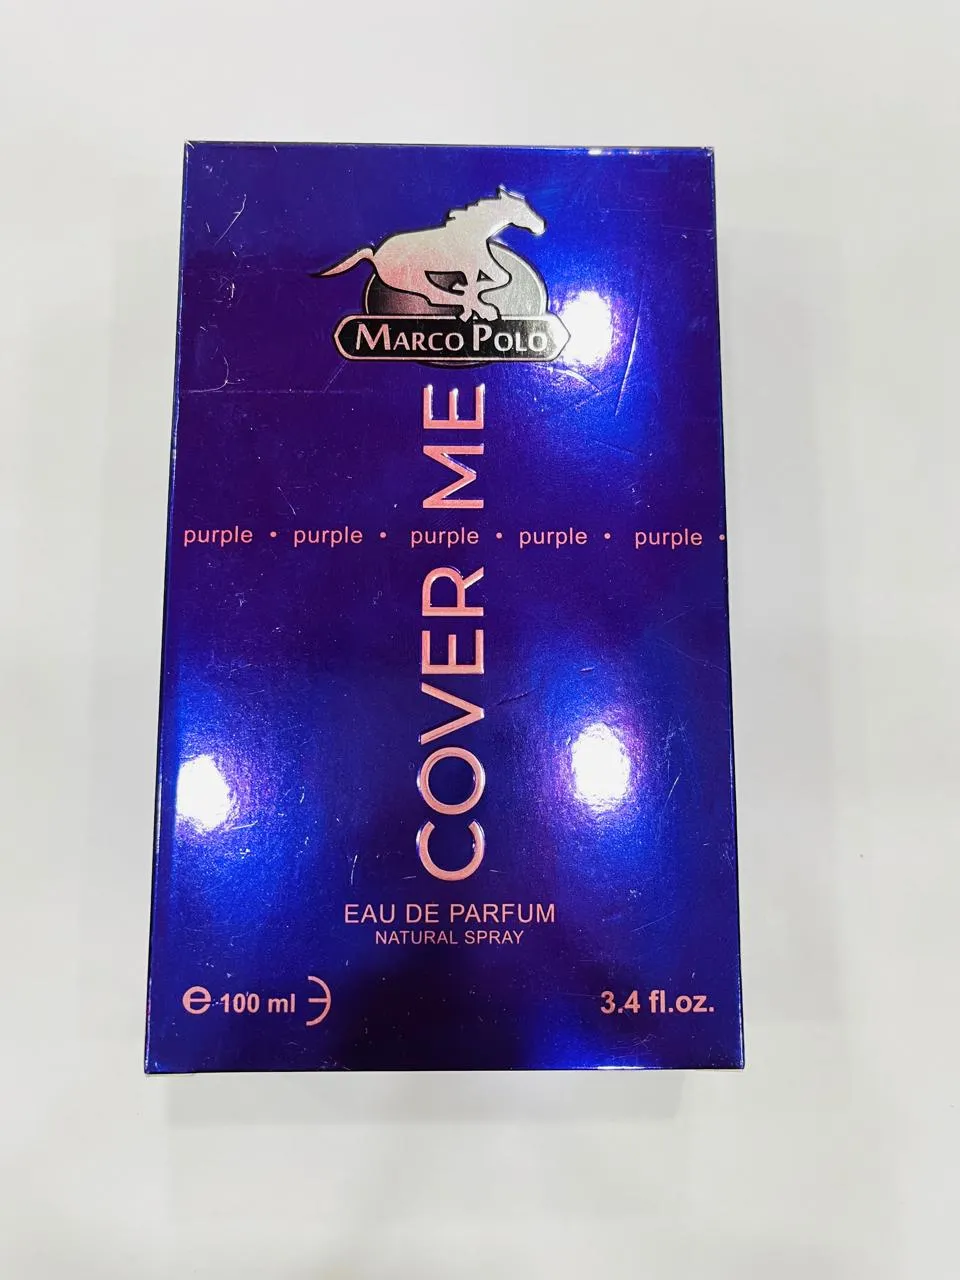 MARCO POLO
COVER ME
purple • purple • purple • purple • purple •
EAU DE PARFUM
NATURAL SPRAY
e 100 ml ∃
3.4 fl.oz.